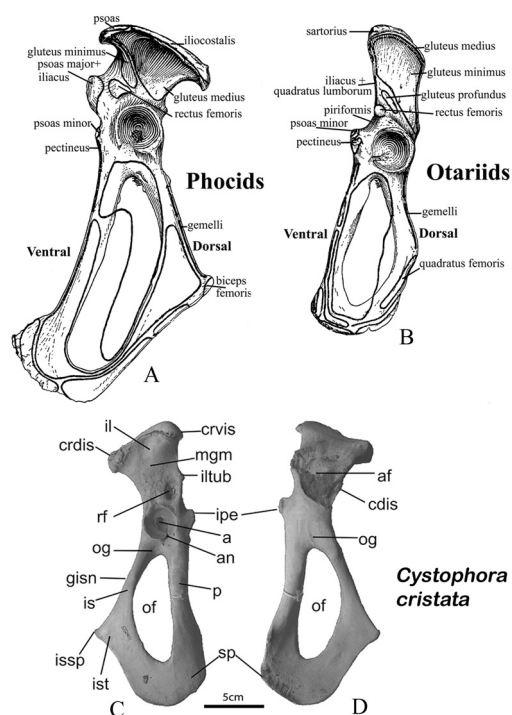 psoas
iliocostalis
gluteus minimus
psoas major+
iliacus
gluteus medius
rectus femoris
psoas minor
pectineus
Phocids
gemelli
Ventral
Dorsal
biceps
femoris
A
sartorius
gluteus medius
gluteus minimus
iliacus +
quadratus lumborum
gluteus profundus
piriformis
rectus femoris
psoas minor
pectineus
Otariids
gemelli
Ventral
Dorsal
quadratus femoris
B
il
crvis
crdis
mgm
iltub
rf
ipe
a
og
an
gisn
is
p
of
issp
ist
sp
C
5cm
af
cdis
og
of
D
Cystophora
cristata